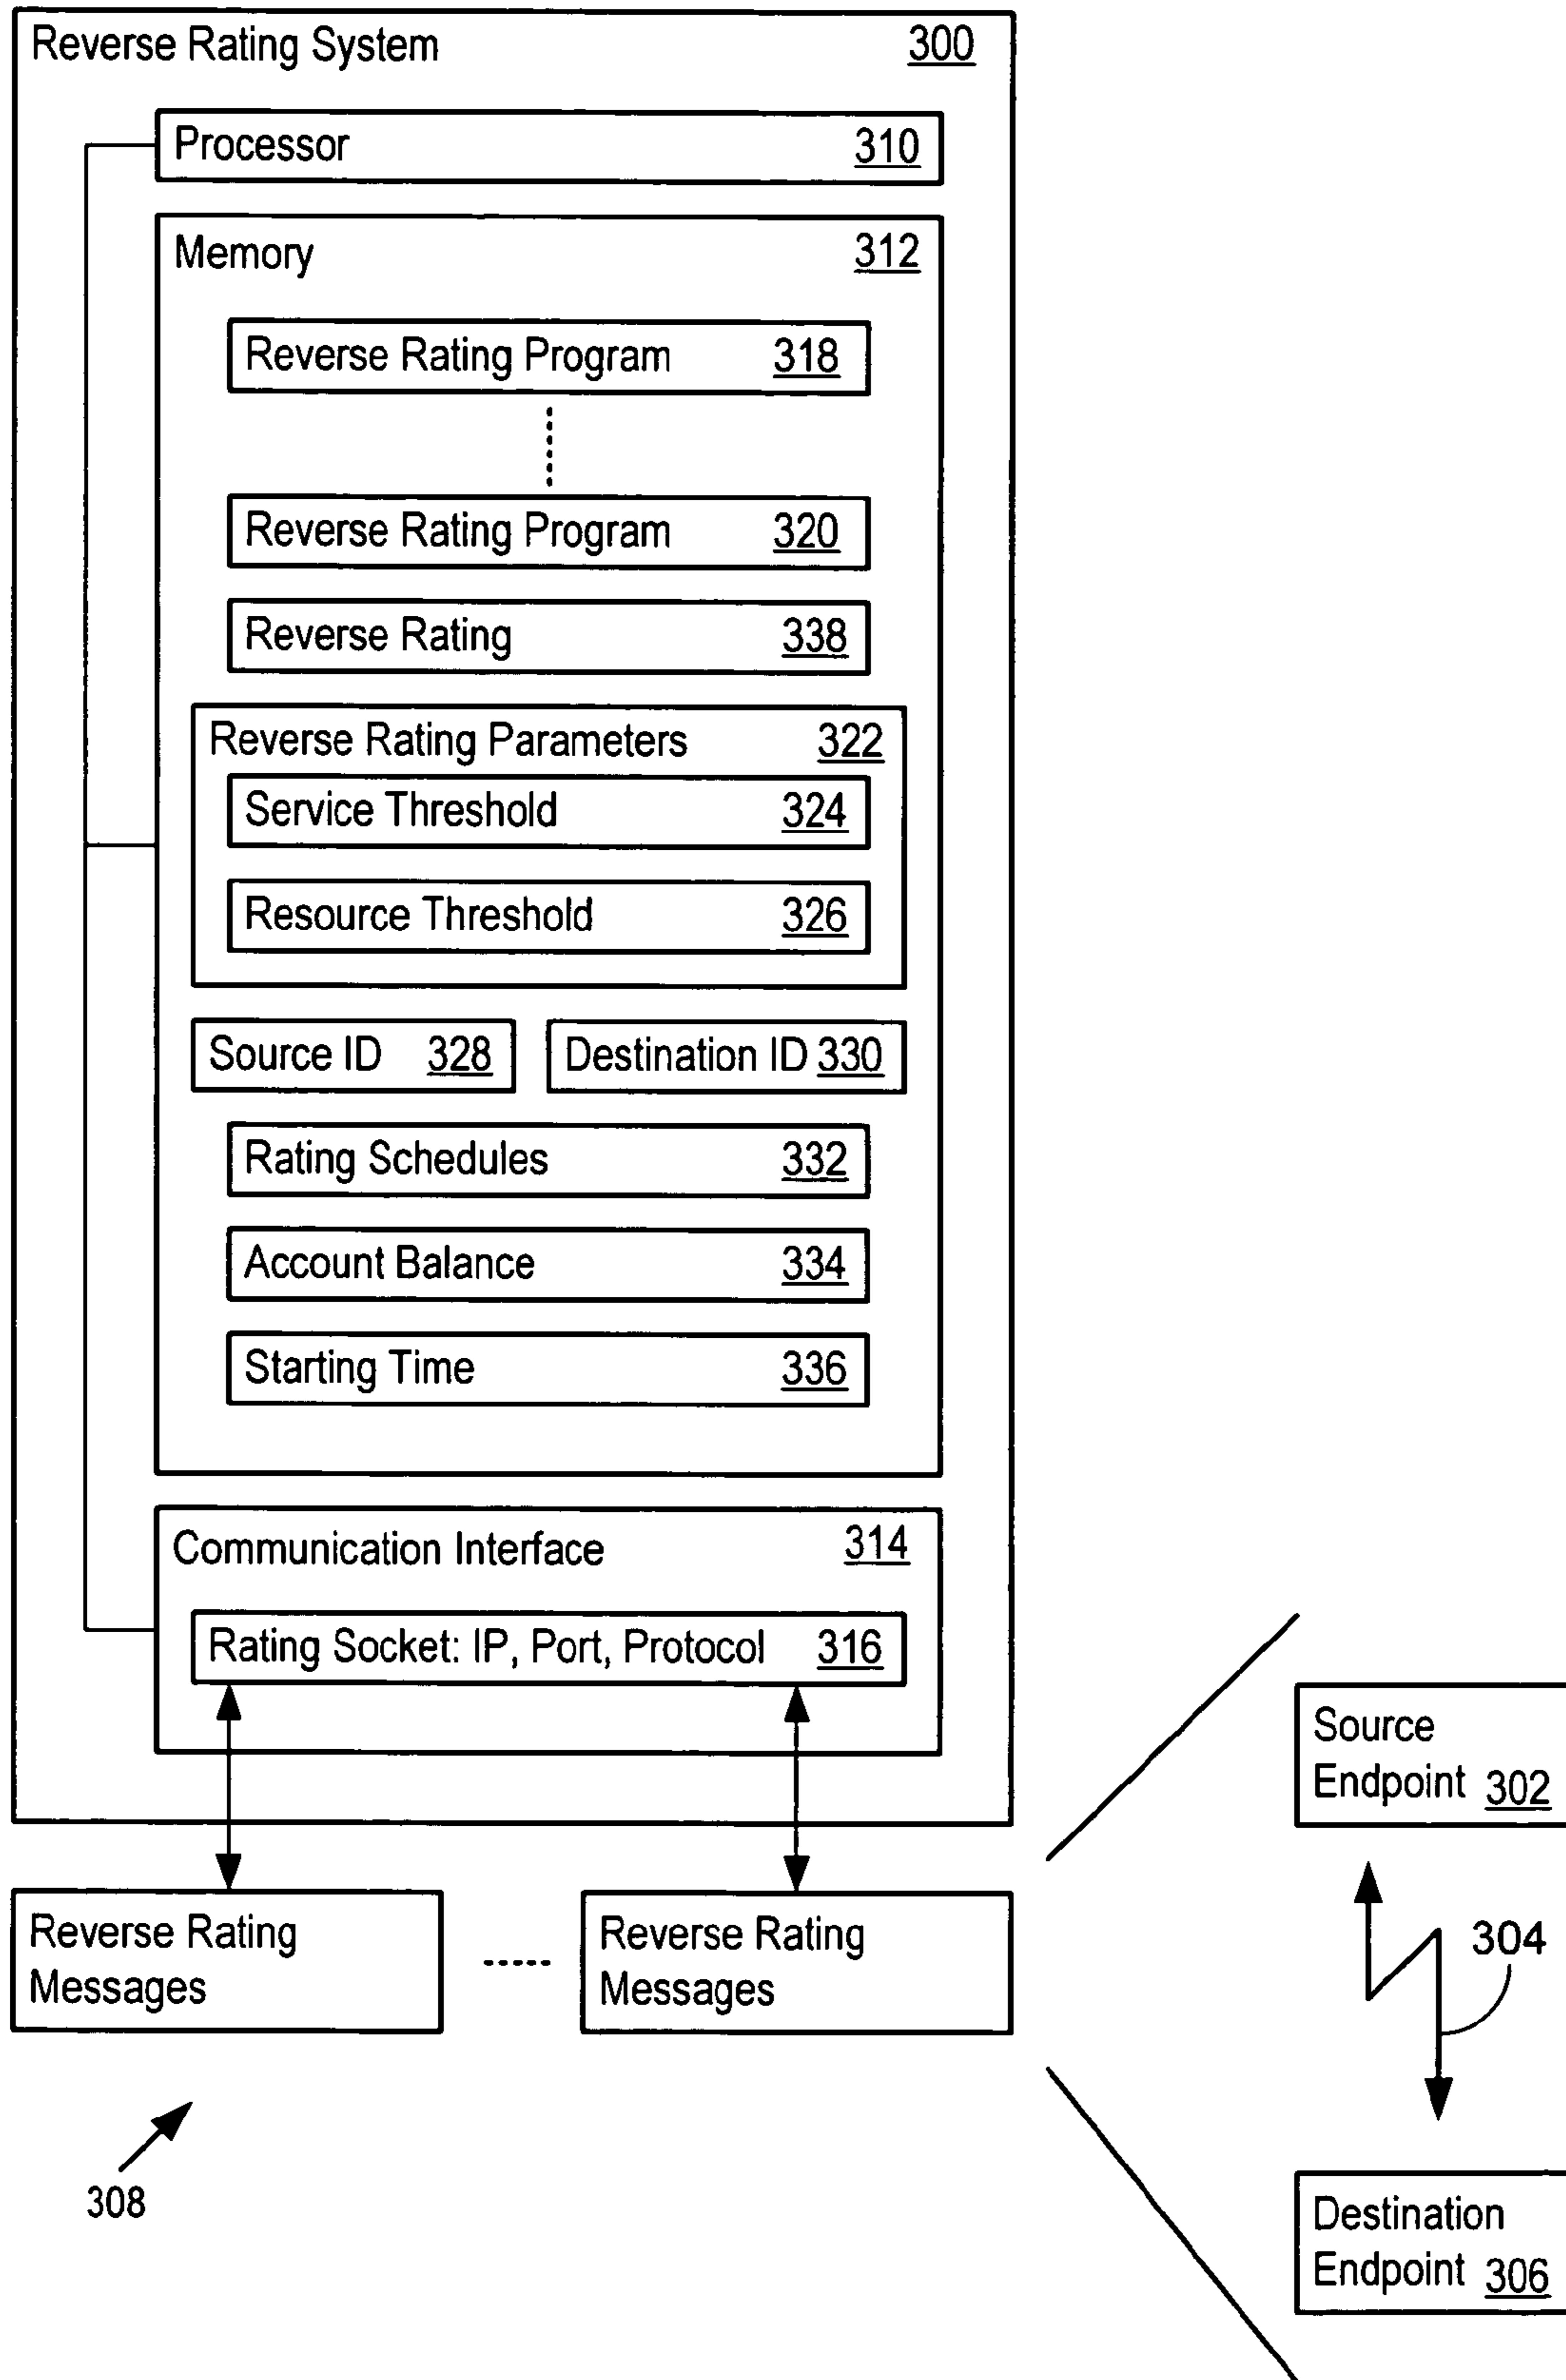 Reverse Rating System 300
Processor 310
Memory 312
Reverse Rating Program 318
Reverse Rating Program 320
Reverse Rating 338
Reverse Rating Parameters 322
Service Threshold 324
Resource Threshold 326
Source ID 328
Destination ID 330
Rating Schedules 332
Account Balance 334
Starting Time 336
Communication Interface 314
Rating Socket: IP, Port, Protocol 316
Reverse Rating
Messages
Reverse Rating
Messages
308
Source
Endpoint 302
304
Destination
Endpoint 306